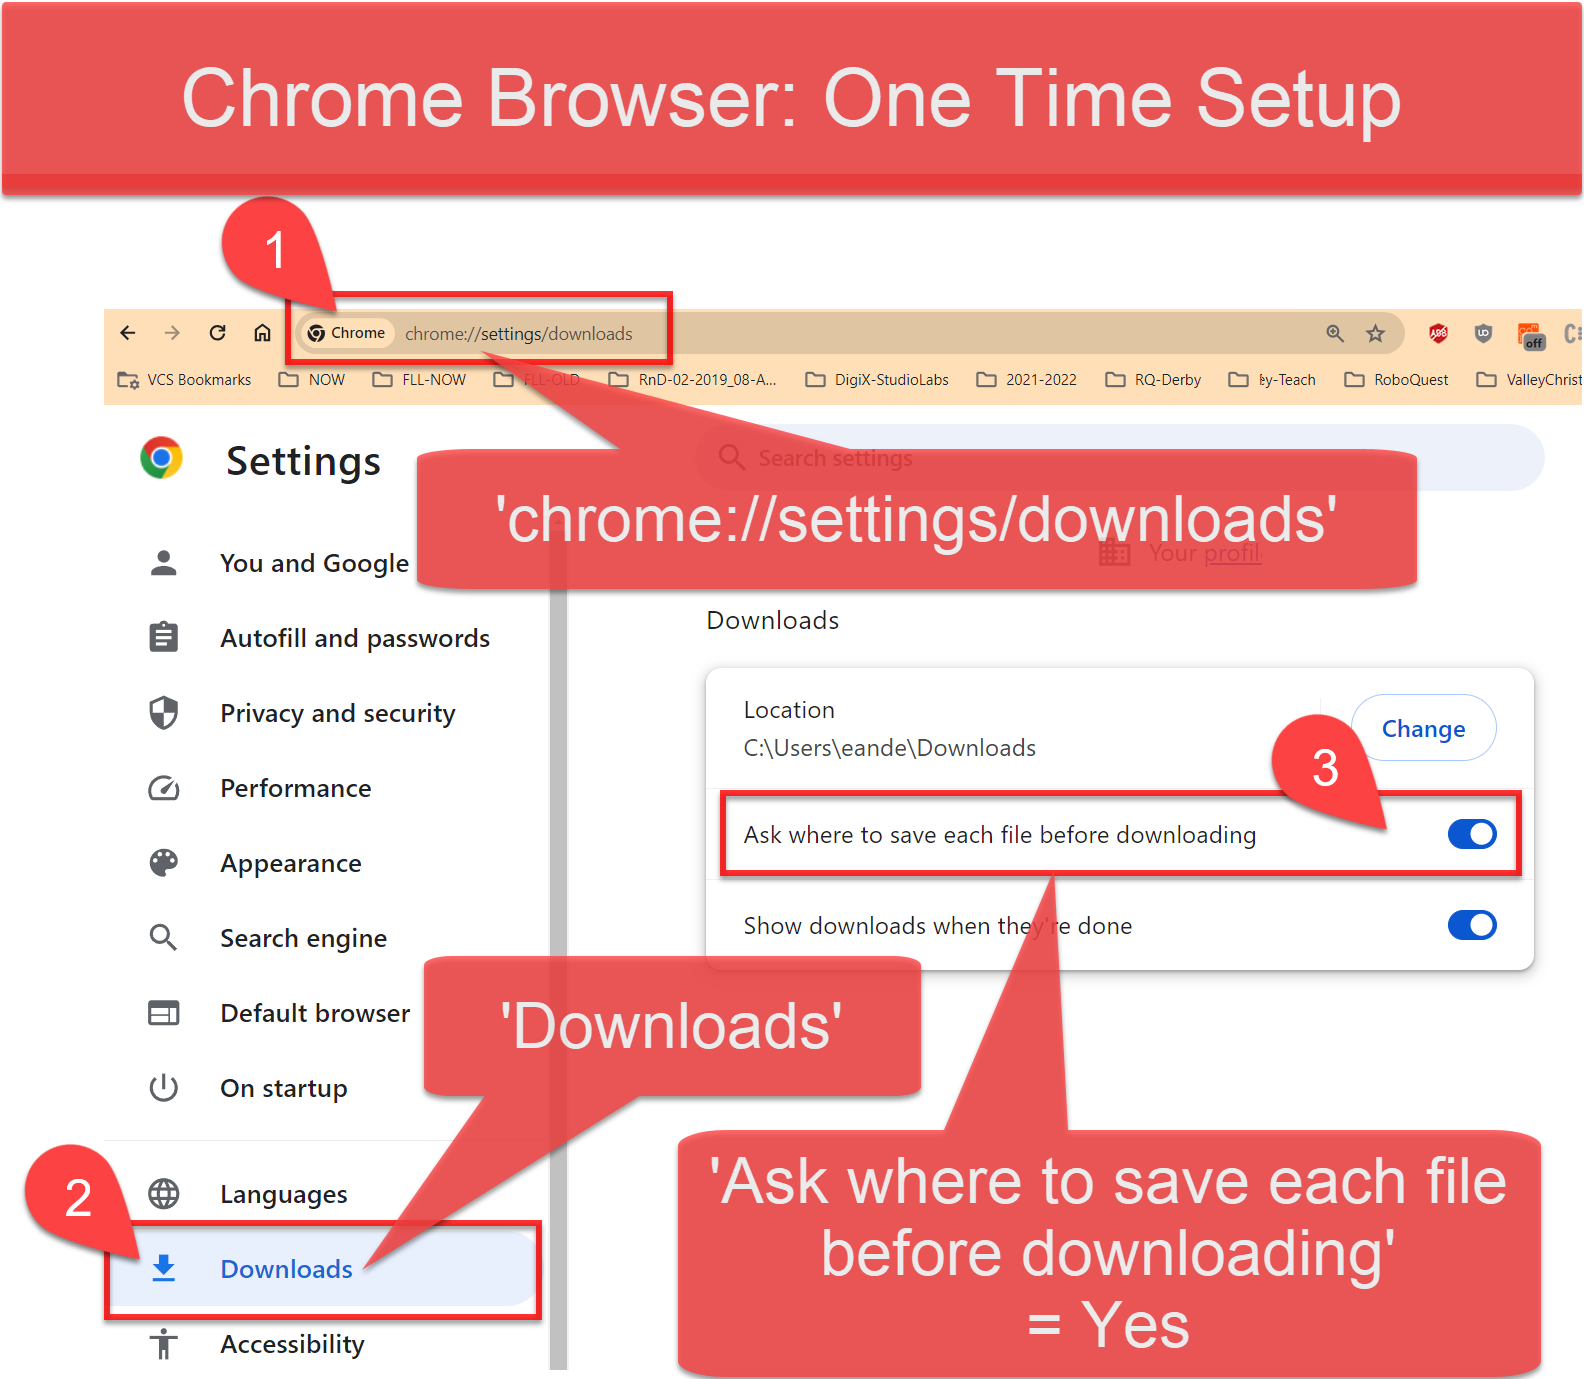 Chrome Browser: One Time Setup
1
Chrome
chrome://settings/downloads
off
VCS Bookmarks
NOW
FLL-NOW
FLL-OLD
RnD-02-2019_08-A...
DigiX-StudioLabs
2021-2022
RQ-Derby
-Teach
RoboQuest
ValleyChrist
Settings
Search settings
'chrome://settings/downloads'
Your profil
You and Google
Autofill and passwords
Privacy and security
Performance
Appearance
Search engine
Default browser
On startup
Languages
Downloads
Accessibility
Downloads
Location
C:\Users\eande\Downloads
Change
3
Ask where to save each file before downloading
Show downloads when they're done
'Downloads'
2
'Ask where to save each file
before downloading'
= Yes